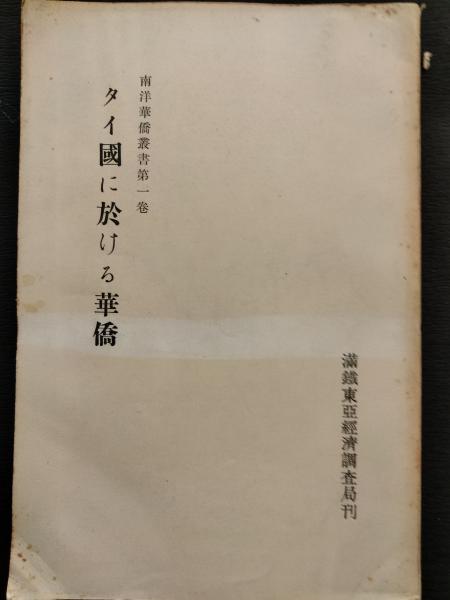 南洋華僑叢書第一卷
タイ國に於ける華僑
滿鐵東亞經濟調査局刊